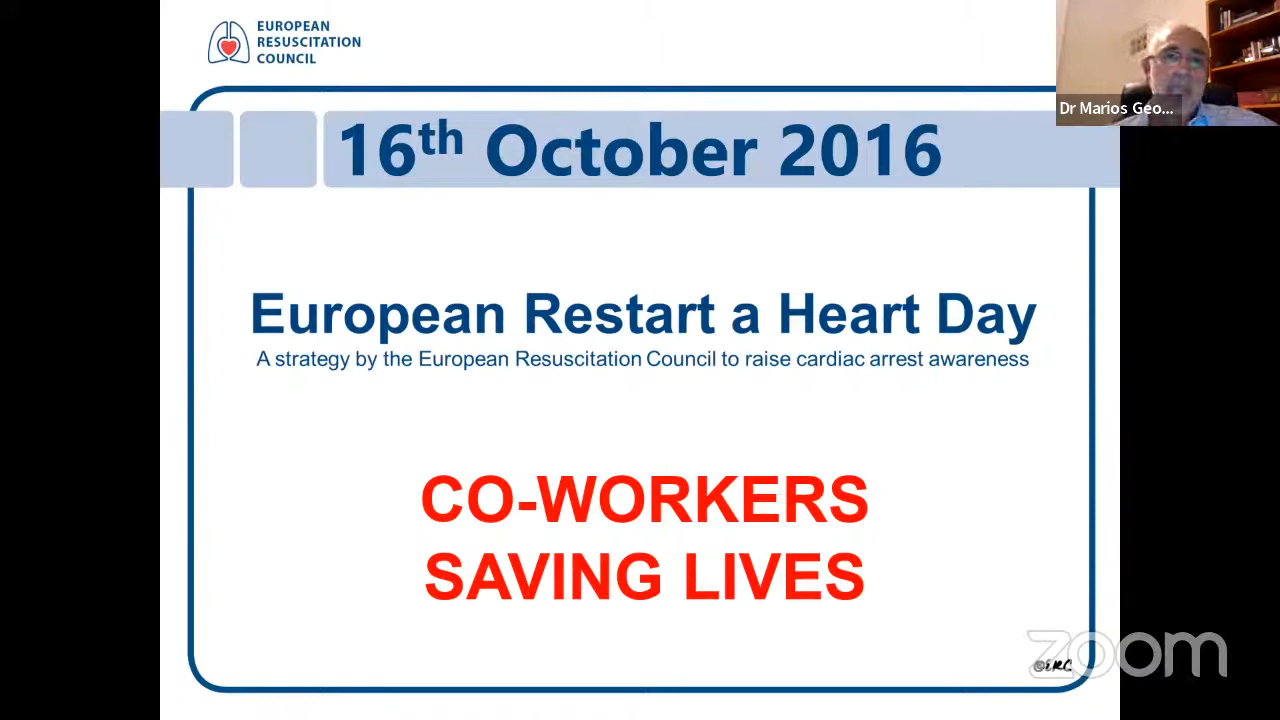 EUROPEAN
RESUSCITATION
COUNCIL
Dr Marios Geo...
16th October 2016
European Restart a Heart Day
A strategy by the European Resuscitation Council to raise cardiac arrest awareness
CO-WORKERS
SAVING LIVES
@ERC
zoom